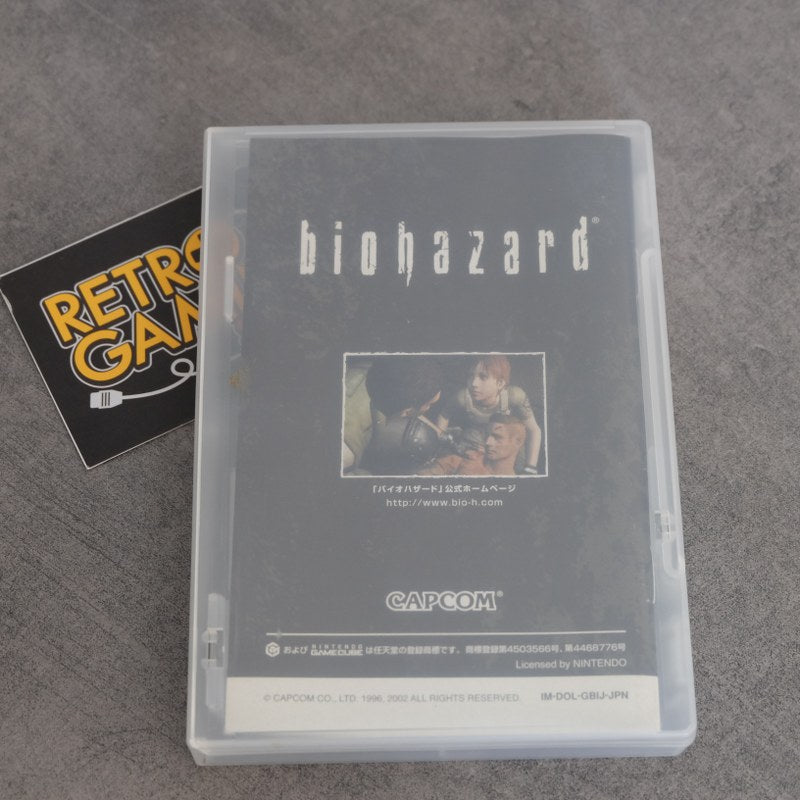 RETRO
GAM
biohazard®
「バイオハザード」公式ホームページ
http://www.bio-h.com
CAPCOM®
および NINTENDO GAMECUBE は任天堂の登録商標です。 商標登録第4503566号, 第4468776号
Licensed by NINTENDO
© CAPCOM CO., LTD. 1996, 2002 ALL RIGHTS RESERVED. IM-DOL-GBIJ-JPN